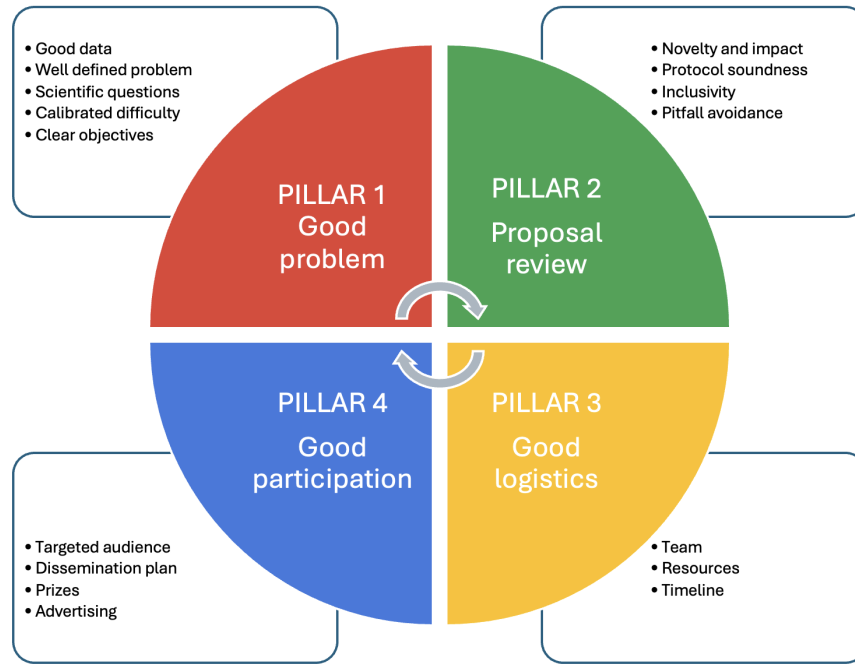 • Good data
• Well defined problem
• Scientific questions
• Calibrated difficulty
• Clear objectives
• Novelty and impact
• Protocol soundness
• Inclusivity
• Pitfall avoidance
PILLAR 1
Good
problem
PILLAR 2
Proposal
review
PILLAR 4
Good
participation
PILLAR 3
Good
logistics
• Targeted audience
• Dissemination plan
• Prizes
• Advertising
• Team
• Resources
• Timeline